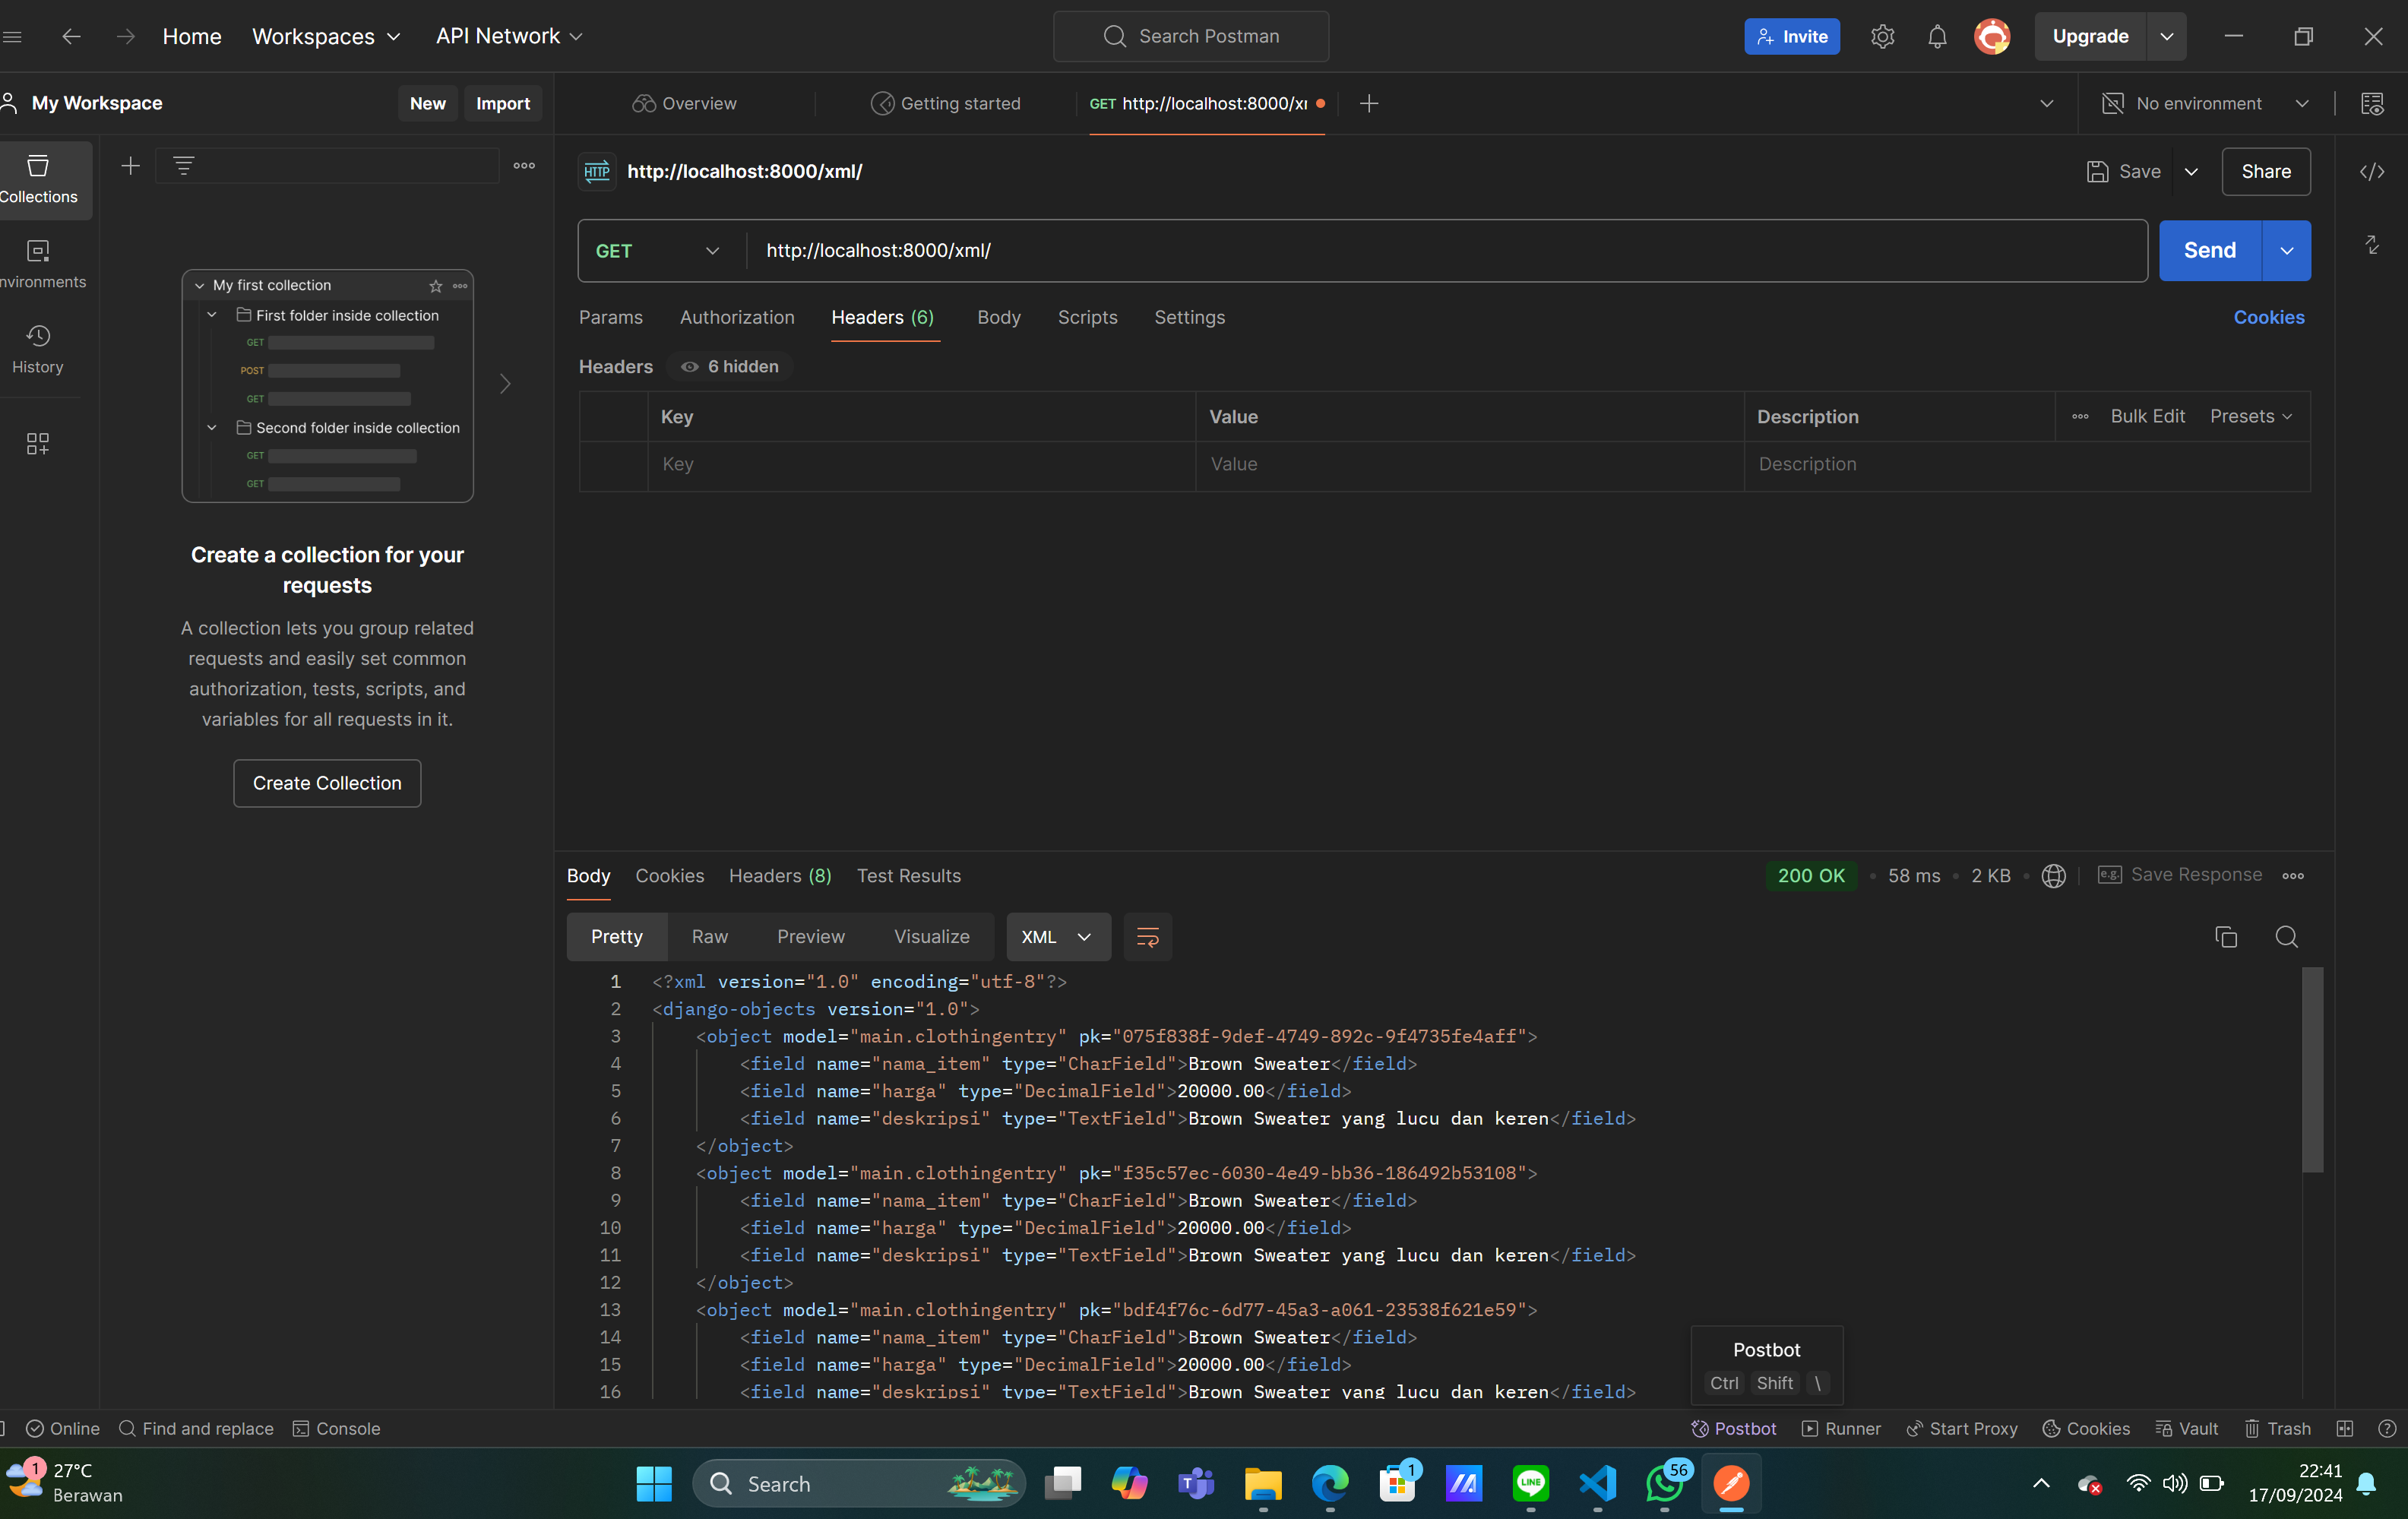 Home Workspaces API Network
Search Postman
Invite
Upgrade
My Workspace
New Import
Overview
Getting started
GET http://localhost:8000/xı
No environment
Collections
nvironments
History
My first collection
First folder inside collection
GET
POST
GET
Second folder inside collection
GET
GET
Create a collection for your
requests
A collection lets you group related
requests and easily set common
authorization, tests, scripts, and
variables for all requests in it.
Create Collection
HTTP http://localhost:8000/xml/
Save
Share
GET http://localhost:8000/xml/
Send
Params Authorization Headers (6) Body Scripts Settings
Cookies
Headers 6 hidden
Key Value Description Bulk Edit Presets
Key Value Description
Body Cookies Headers (8) Test Results
200 OK 58 ms 2 KB e.g. Save Response
Pretty Raw Preview Visualize XML
1 <?xml version="1.0" encoding="utf-8"?>
2 <django-objects version="1.0">
3 <object model="main.clothingentry" pk="075f838f-9def-4749-892c-9f4735fe4aff">
4 <field name="nama_item" type="CharField">Brown Sweater</field>
5 <field name="harga" type="DecimalField">20000.00</field>
6 <field name="deskripsi" type="TextField">Brown Sweater yang lucu dan keren</field>
7 </object>
8 <object model="main.clothingentry" pk="f35c57ec-6030-4e49-bb36-186492b53108">
9 <field name="nama_item" type="CharField">Brown Sweater</field>
10 <field name="harga" type="DecimalField">20000.00</field>
11 <field name="deskripsi" type="TextField">Brown Sweater yang lucu dan keren</field>
12 </object>
13 <object model="main.clothingentry" pk="bdf4f76c-6d77-45a3-a061-23538f621e59">
14 <field name="nama_item" type="CharField">Brown Sweater</field>
15 <field name="harga" type="DecimalField">20000.00</field>
16 <field name="deskripsi" type="TextField">Brown Sweater yang lucu dan keren</field>
Postbot
Ctrl Shift \
Online Find and replace Console
Postbot Runner Start Proxy Cookies Vault Trash
1
27°C
Berawan
Search
T
1
LINE
56
22:41
17/09/2024